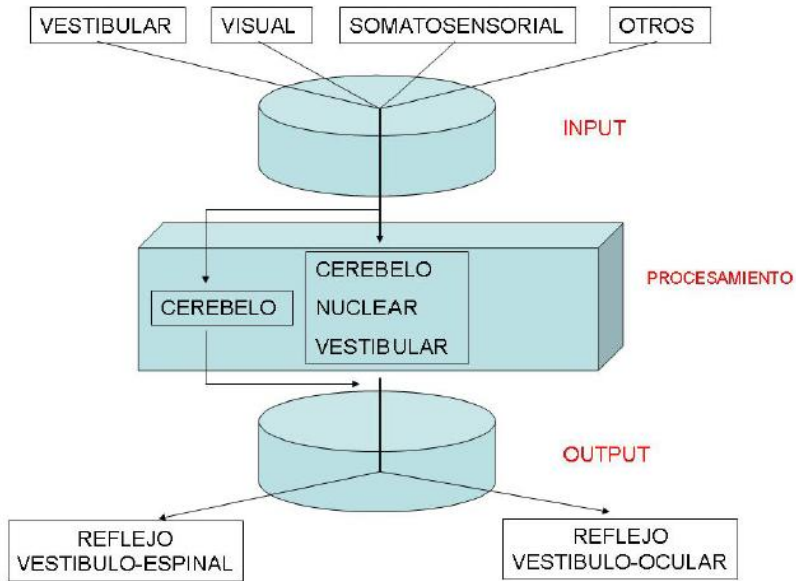 VESTIBULAR
VISUAL
SOMATOSENSORIAL
OTROS
INPUT
CEREBELO
CEREBELO
NUCLEAR
VESTIBULAR
PROCESAMIENTO
OUTPUT
REFLEJO
VESTIBULO-ESPINAL
REFLEJO
VESTIBULO-OCULAR